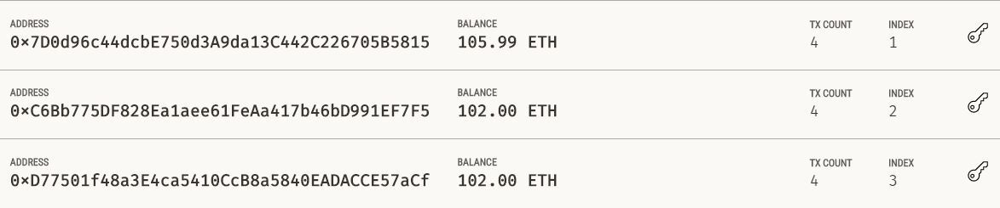 ADDRESS BALANCE TX COUNT INDEX
0x7D0d96c44dcbE750d3A9da13C442C226705B5815 105.99 ETH 4 1
ADDRESS BALANCE TX COUNT INDEX
0xC6Bb775DF828Ea1aee61FeAa417b46bD991EF7F5 102.00 ETH 4 2
ADDRESS BALANCE TX COUNT INDEX
0xD77501f48a3E4ca5410CcB8a5840EADACCE57aCf 102.00 ETH 4 3